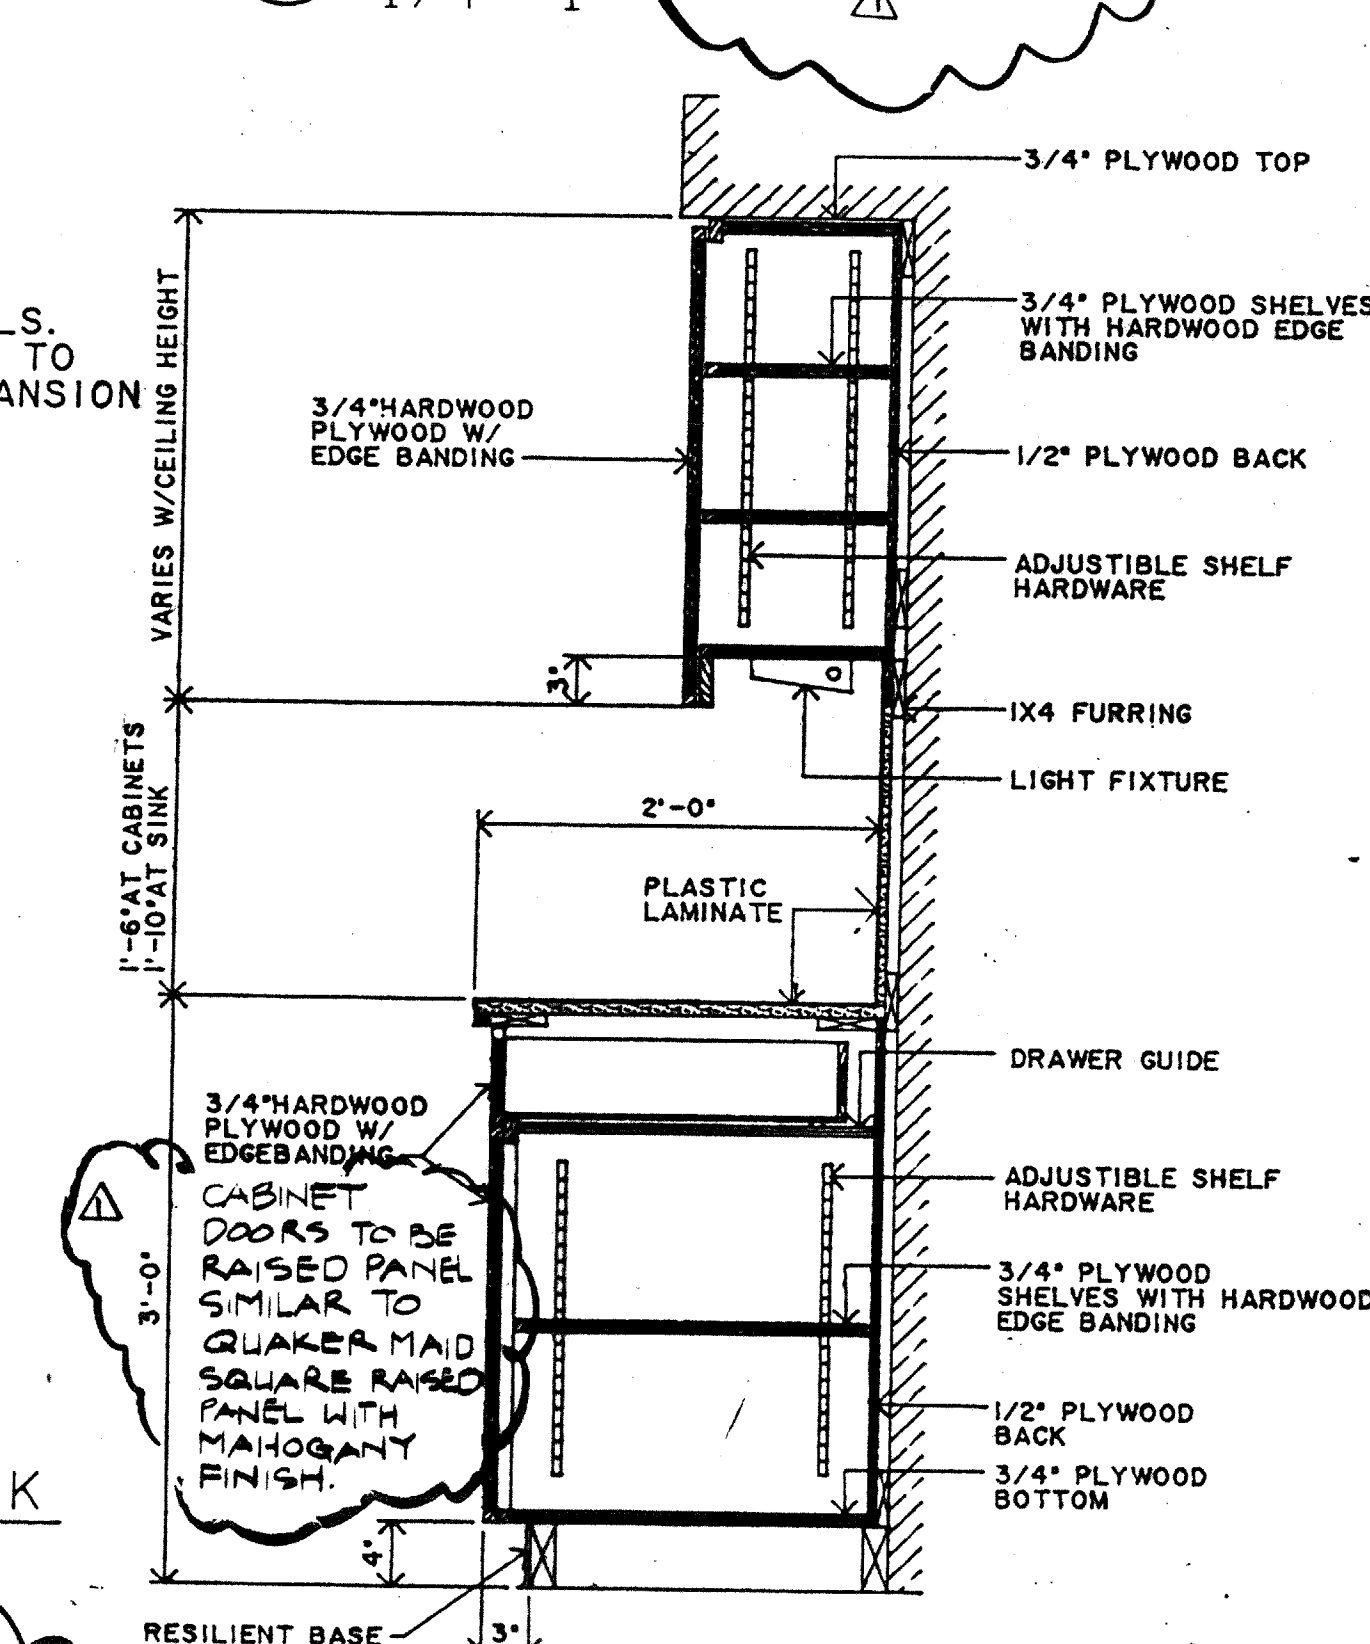 3/4" PLYWOOD TOP
3/4" PLYWOOD SHELVES
WITH HARDWOOD EDGE
BANDING
LS.
TO
ANSION
VARIES W/CEILING HEIGHT
3/4"HARDWOOD
PLYWOOD W/
EDGE BANDING
1/2" PLYWOOD BACK
ADJUSTIBLE SHELF
HARDWARE
3"
1X4 FURRING
LIGHT FIXTURE
1'-6"AT CABINETS
1'-10"AT SINK
2'-0"
PLASTIC
LAMINATE
DRAWER GUIDE
3/4"HARDWOOD
PLYWOOD W/
EDGEBANDING
1
CABINET
DOORS TO BE
RAISED PANEL
SIMILAR TO
QUAKER MAID
SQUARE RAISED
PANEL WITH
MAHOGANY
FINISH.
ADJUSTIBLE SHELF
HARDWARE
3'-0"
3/4" PLYWOOD
SHELVES WITH HARDWOOD
EDGE BANDING
1/2" PLYWOOD
BACK
3/4" PLYWOOD
BOTTOM
K
4"
RESILIENT BASE
3"